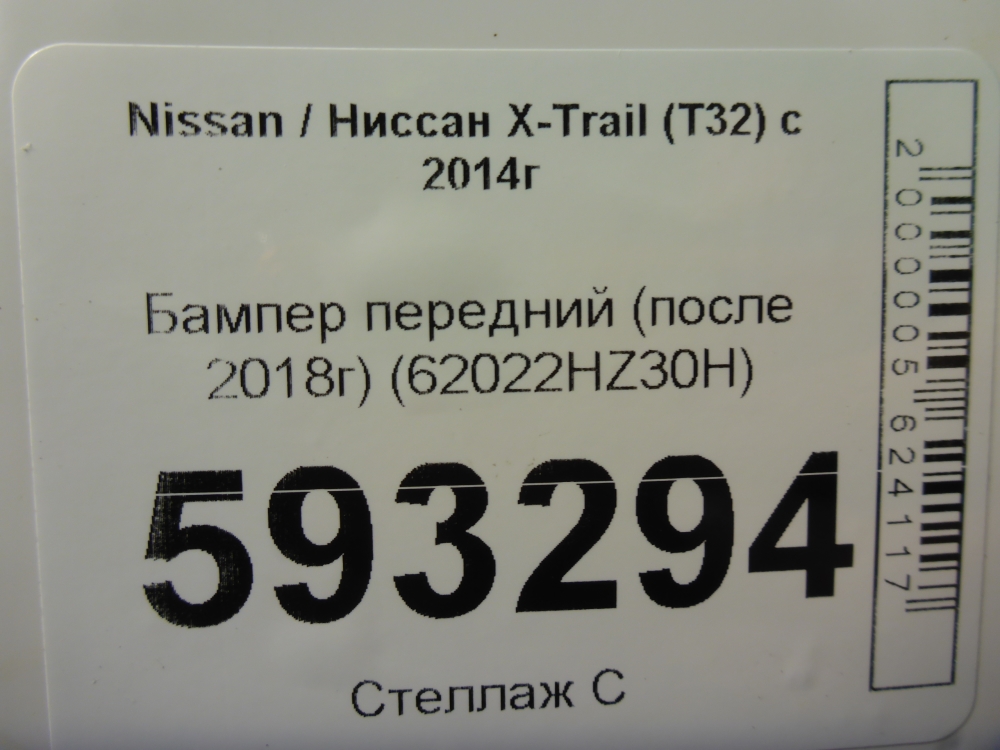 Nissan / Ниссан X-Trail (T32) с
2014г
Бампер передний (после
2018г) (62022HZ30H)
593294
Стеллаж С
2000005624117